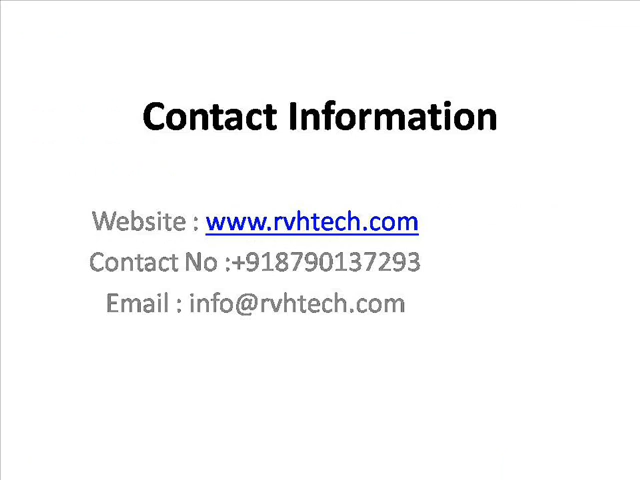 Contact Information
Website : www.rvhtech.com
Contact No :+918790137293
Email : info@rvhtech.com